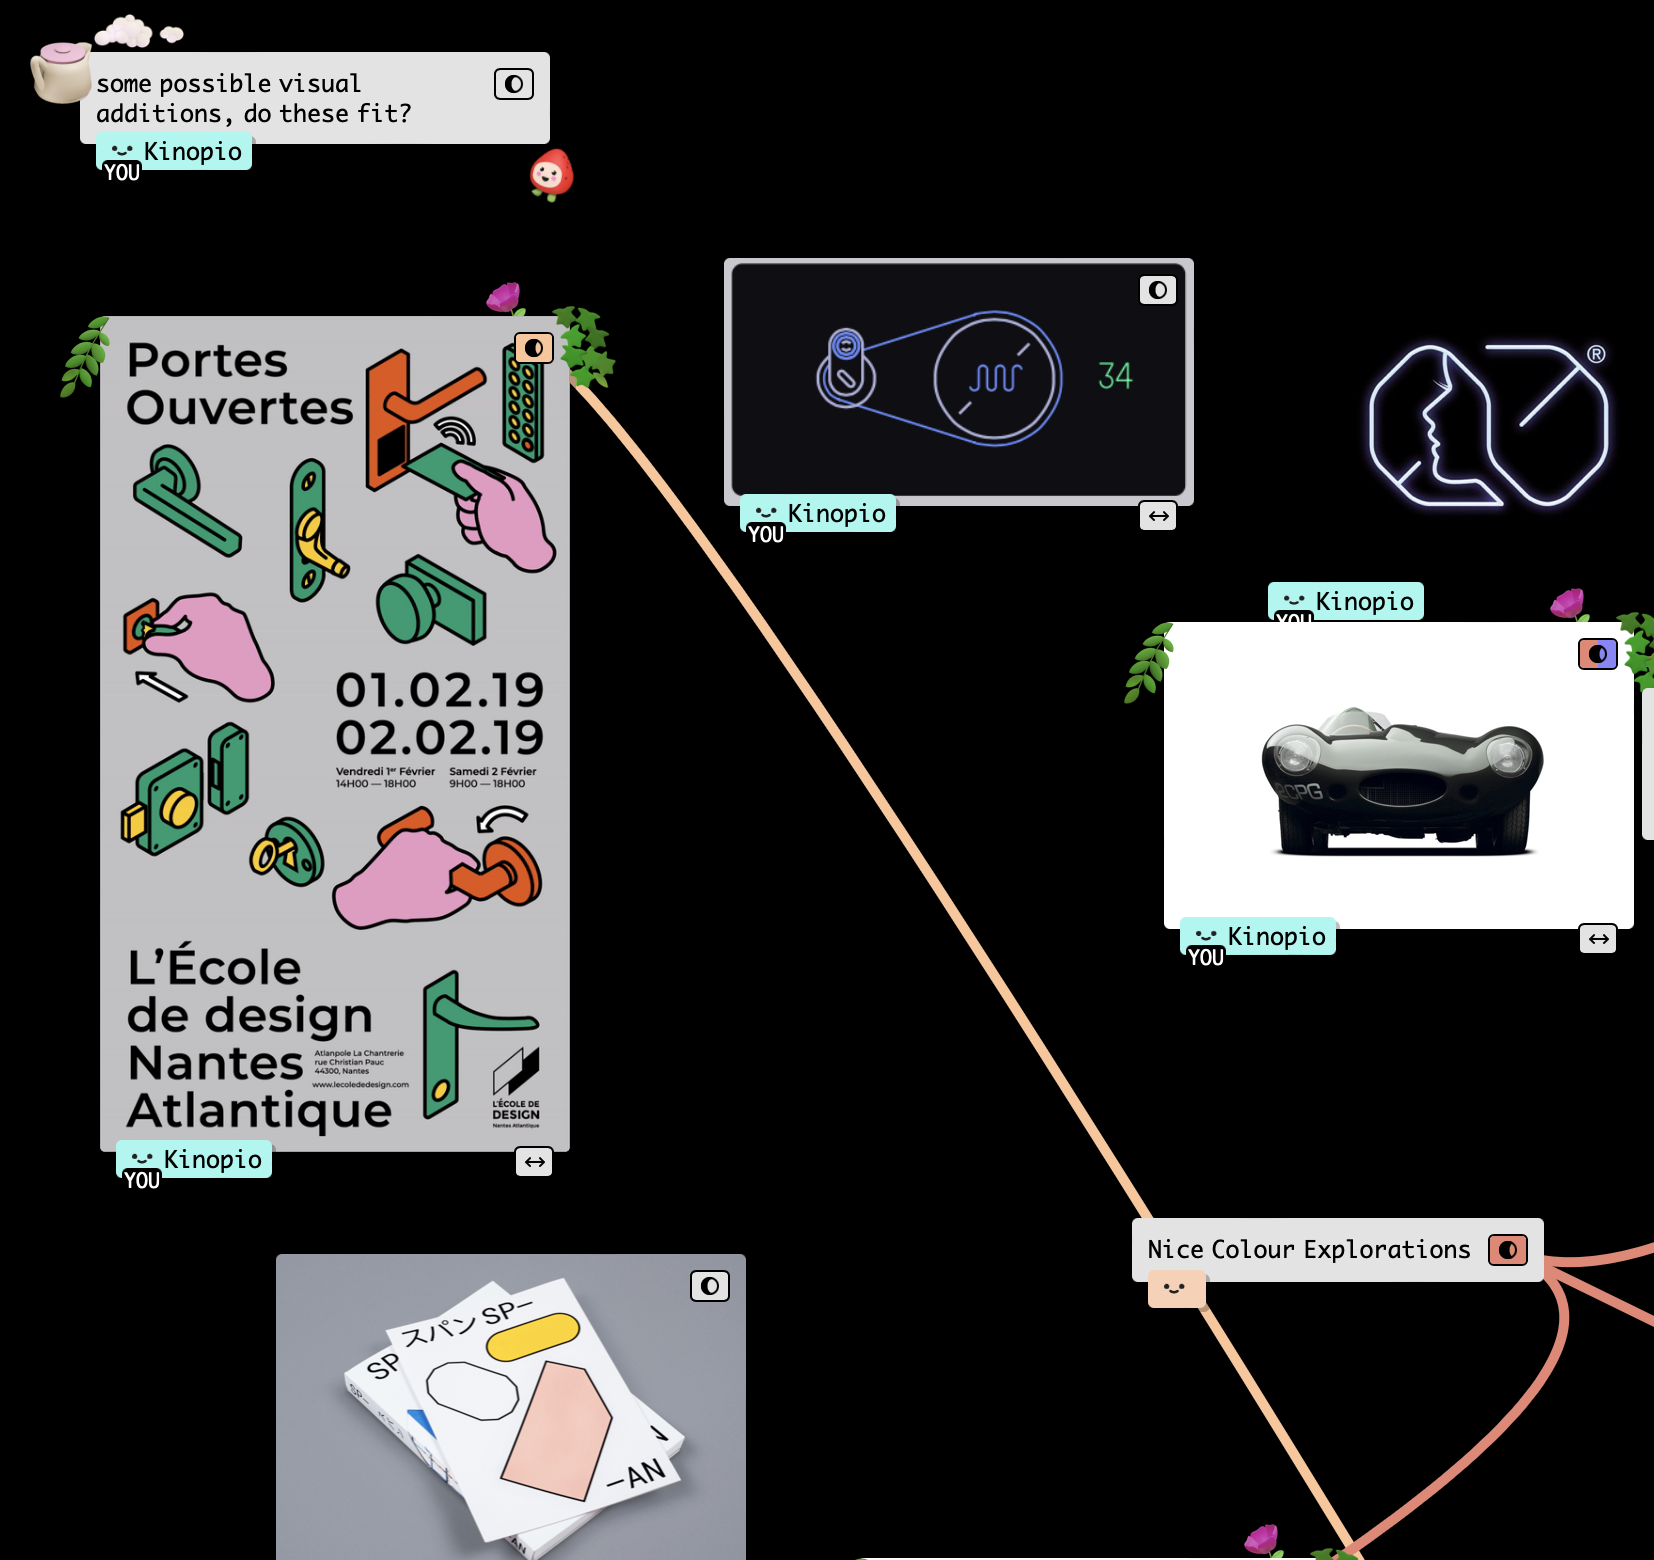 some possible visual
additions, do these fit?
Kinopio
YOU
Portes
Ouvertes
01.02.19
02.02.19
Vendredi 1er Février
14H00 — 18H00
Samedi 2 Février
9H00 — 18H00
L'École
de design
Nantes
Atlantique
Atlanpole La Chantrerie
rue Christian Pauc
44300, Nantes
www.lecolededesign.com
L'ÉCOLE DE
DESIGN
Nantes Atlantique
Kinopio
YOU
34
Kinopio
YOU
®
Kinopio
YOU
Kinopio
YOU
Nice Colour Explorations
スパン SP—
SP
—AN
AN